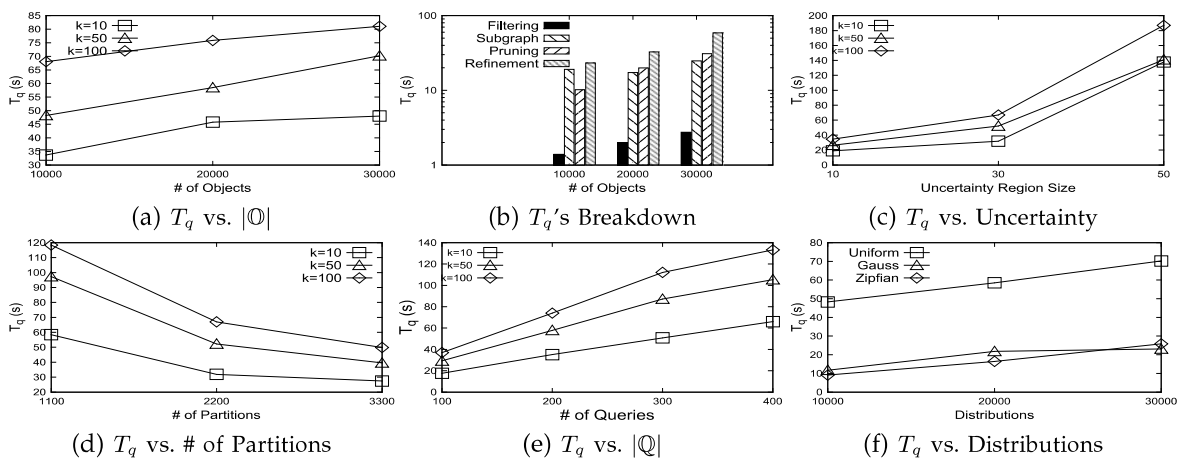 85
80
75
70
65
60
55
50
45
40
35
30
T_q (s)
k=10
k=50
k=100
10000 20000 30000
# of Objects
(a) T_q vs. |𝕆|
100
10
1
T_q (s)
Filtering
Subgraph
Pruning
Refinement
10000 20000 30000
# of Objects
(b) T_q's Breakdown
200
180
160
140
120
100
80
60
40
20
0
T_q (s)
k=10
k=50
k=100
10 30 50
Uncertainty Region Size
(c) T_q vs. Uncertainty
120
110
100
90
80
70
60
50
40
30
20
T_q (s)
k=10
k=50
k=100
1100 2200 3300
# of Partitions
(d) T_q vs. # of Partitions
140
120
100
80
60
40
20
0
T_q (s)
k=10
k=50
k=100
100 200 300 400
# of Queries
(e) T_q vs. |ℚ|
80
70
60
50
40
30
20
10
0
T_q (s)
Uniform
Gauss
Zipfian
10000 20000 30000
Distributions
(f) T_q vs. Distributions